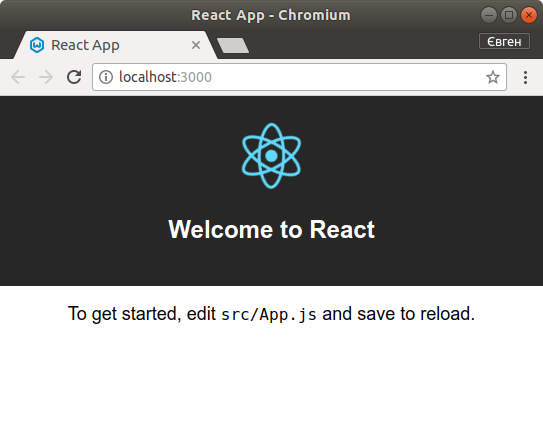 React App - Chromium
React App
Євген
localhost:3000
Welcome to React
To get started, edit src/App.js and save to reload.